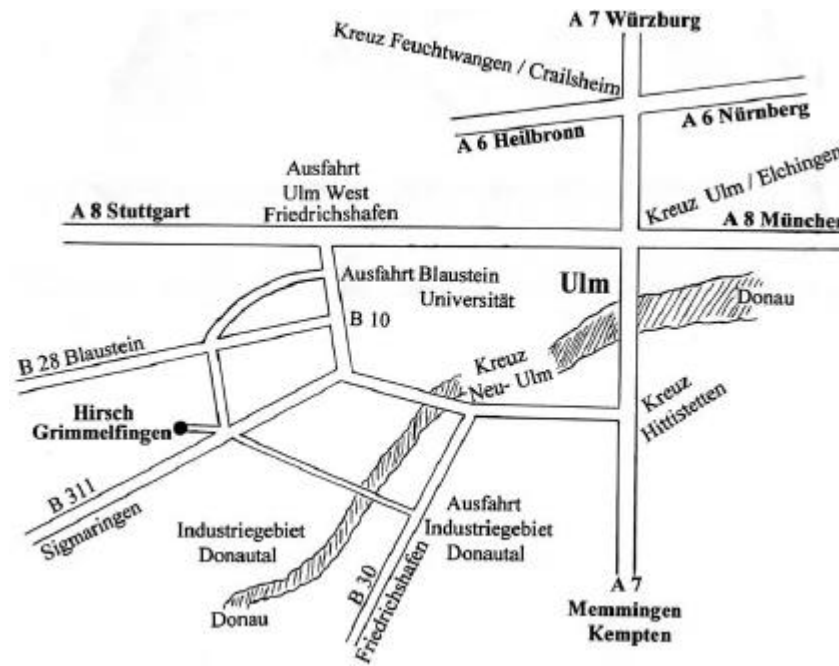 A 7 Würzburg
Kreuz Feuchtwangen / Crailsheim
A 6 Heilbronn
A 6 Nürnberg
Ausfahrt
Ulm West
Friedrichshafen
Kreuz Ulm / Elchingen
A 8 Stuttgart
A 8 München
Ausfahrt Blaustein
Universität
Ulm
Donau
B 10
B 28 Blaustein
Kreuz
Neu- Ulm
Kreuz
Hittistetten
Hirsch
Grimmelfingen
B 311
Sigmaringen
Industriegebiet
Donautal
Ausfahrt
Industriegebiet
Donautal
B 30
Friedrichshafen
Donau
A 7
Memmingen
Kempten